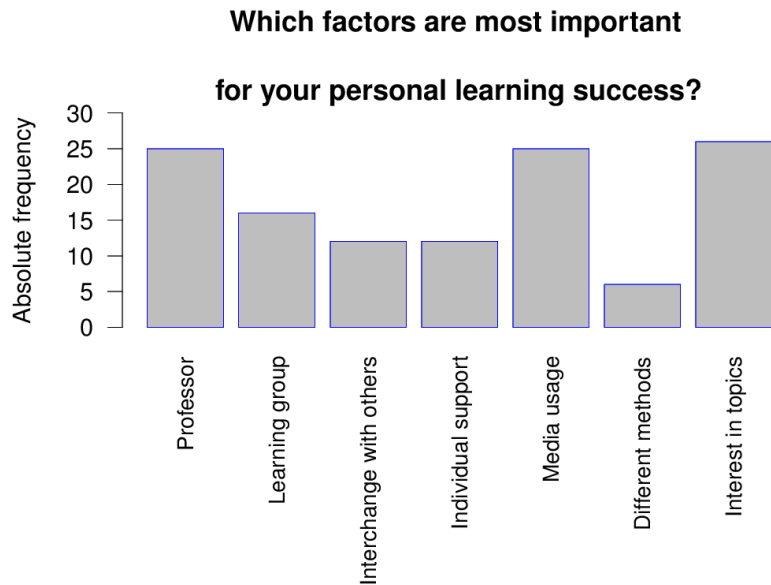 Which factors are most important
for your personal learning success?
Absolute frequency
30
25
20
15
10
5
0
Professor
Learning group
Interchange with others
Individual support
Media usage
Different methods
Interest in topics